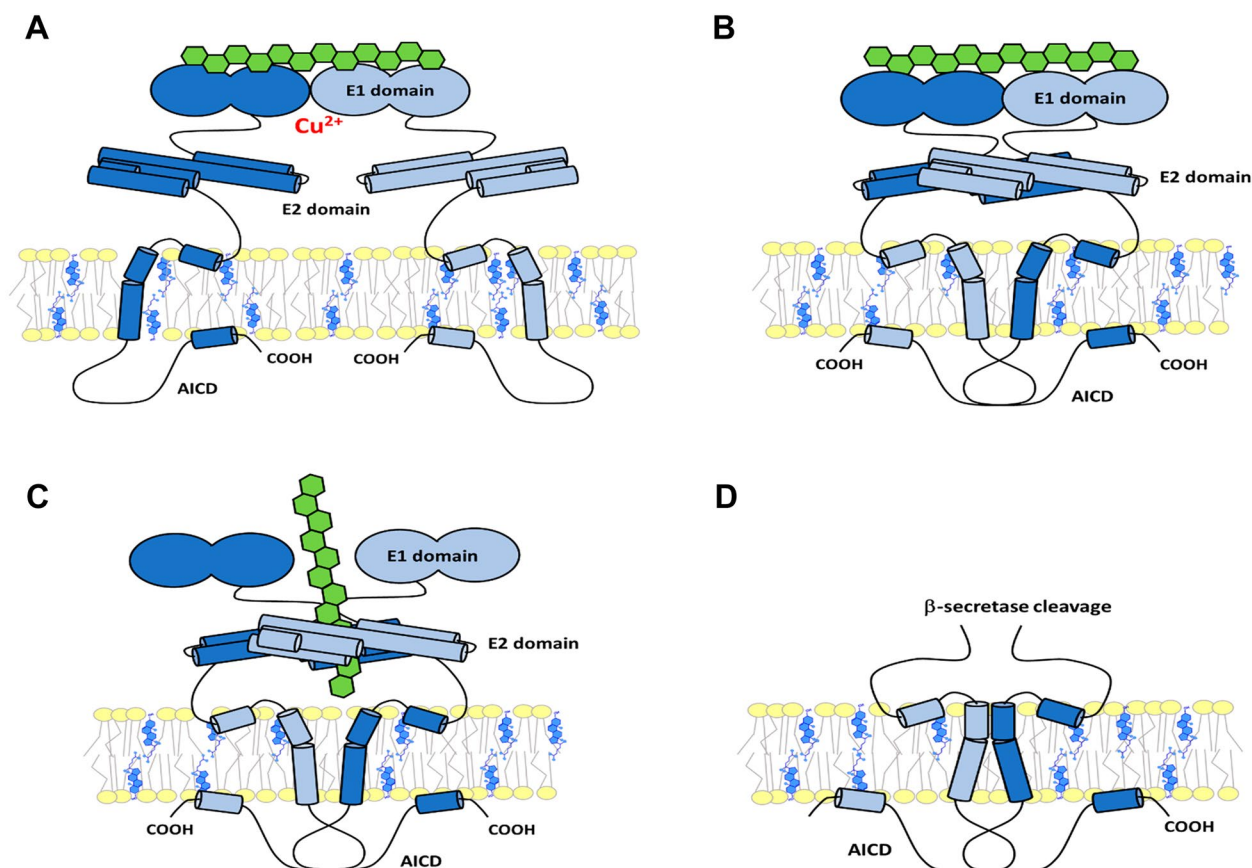 A
E1 domain
Cu2+
E2 domain
COOH
COOH
AICD
B
E1 domain
E2 domain
COOH
COOH
AICD
C
E1 domain
E2 domain
COOH
COOH
AICD
D
β-secretase cleavage
COOH
AICD